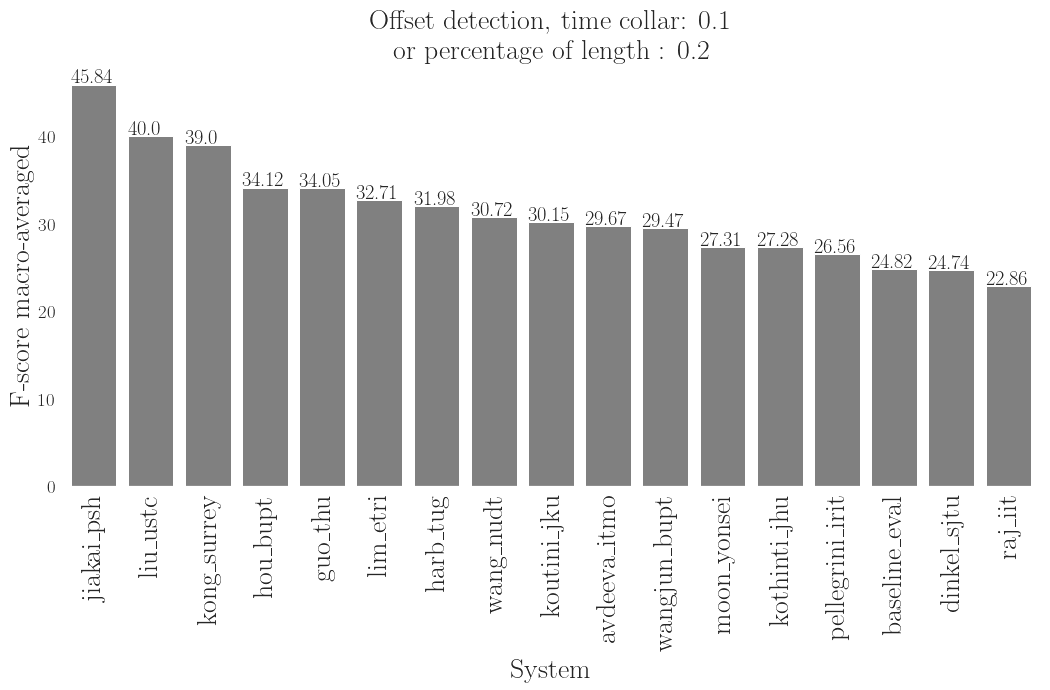 Offset detection, time collar: 0.1
or percentage of length : 0.2
F-score macro-averaged
40
30
20
10
0
45.84
40.0
39.0
34.12
34.05
32.71
31.98
30.72
30.15
29.67
29.47
27.31
27.28
26.56
24.82
24.74
22.86
jiakai_psh
liu_ustc
kong_surrey
hou_bupt
guo_thu
lim_etri
harb_tug
wang_nudt
koutini_jku
avdeeva_itmo
wangjun_bupt
moon_yonsei
kothinti_jhu
pellegrini_irit
baseline_eval
dinkel_sjtu
raj_iit
System